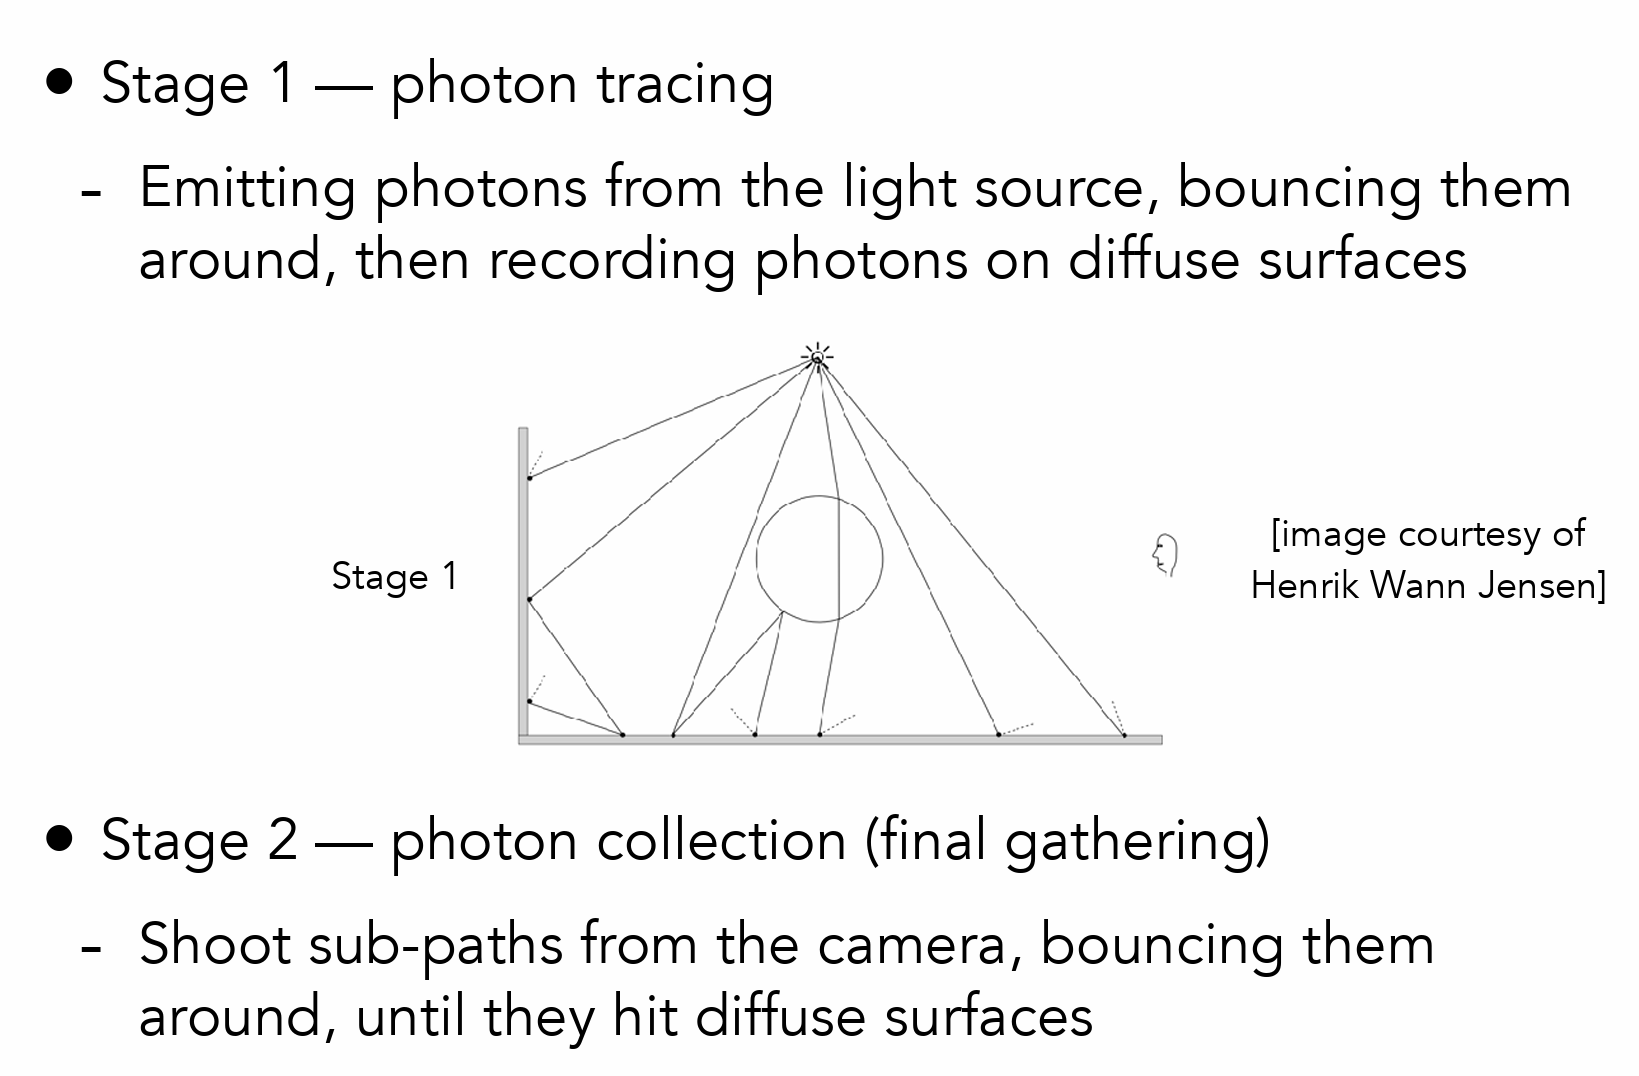 • Stage 1 — photon tracing
- Emitting photons from the light source, bouncing them
around, then recording photons on diffuse surfaces
Stage 1
[image courtesy of
Henrik Wann Jensen]
• Stage 2 — photon collection (final gathering)
- Shoot sub-paths from the camera, bouncing them
around, until they hit diffuse surfaces